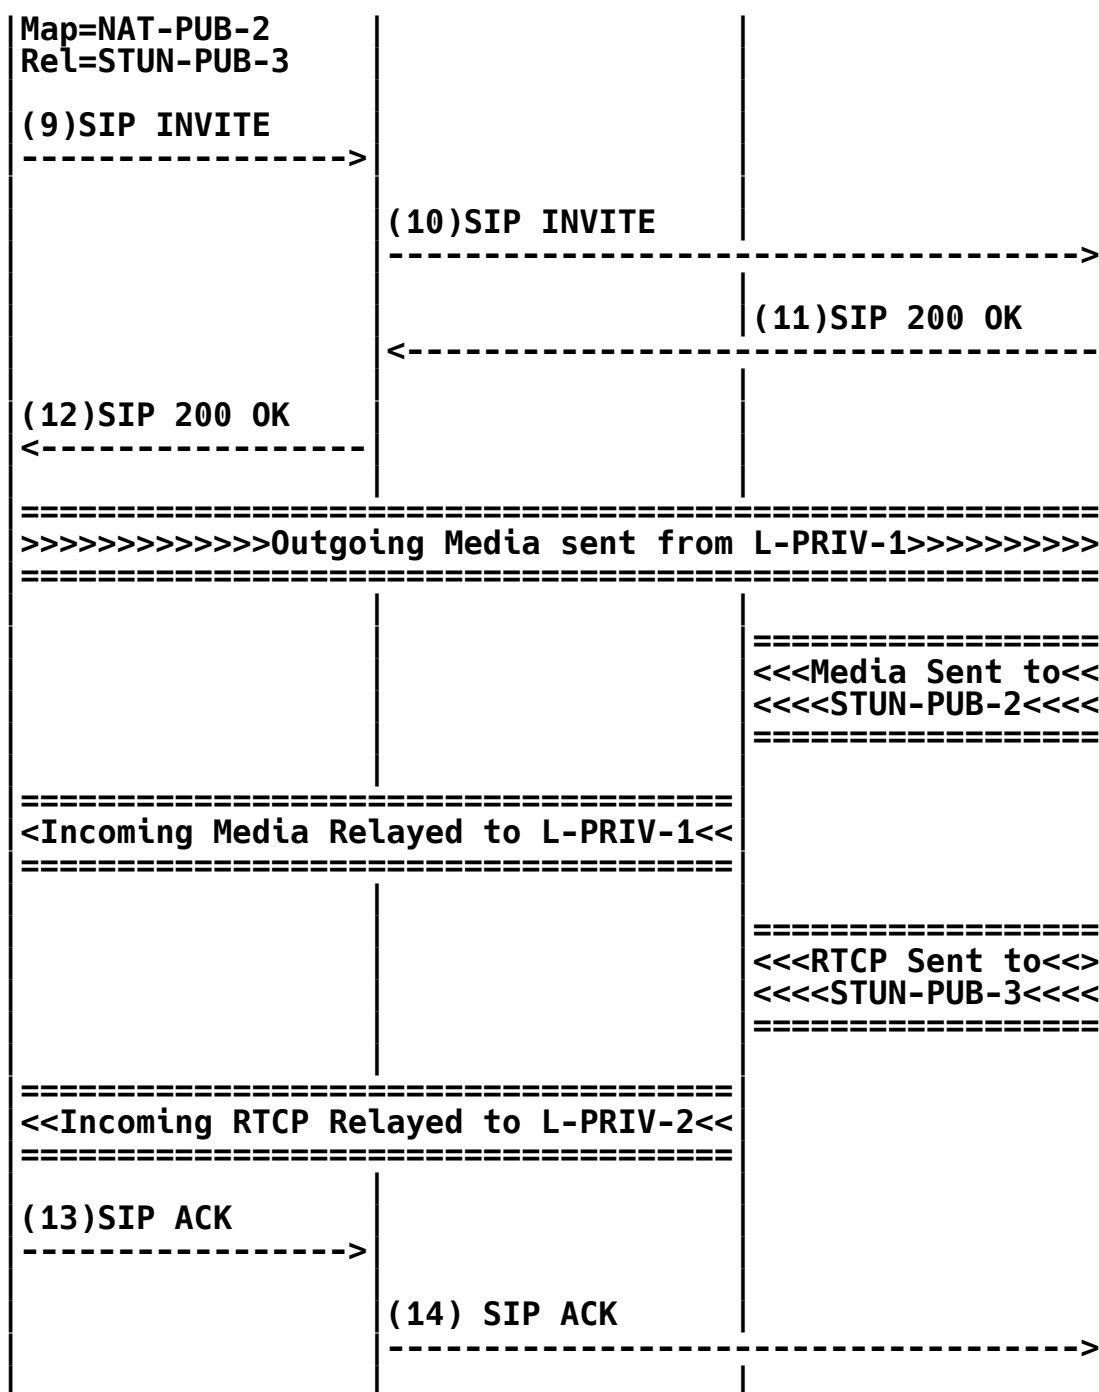 |Map=NAT-PUB-2 | |
|Rel=STUN-PUB-3 | |
| | |
|(9)SIP INVITE | |
|----------------->| |
| | |
| |(10)SIP INVITE |
| |------------------------------------>
| | |
| | |(11)SIP 200 OK
| |<------------------------------------
| | |
|(12)SIP 200 OK | |
|<-----------------| |
| | |
|========================================================
|>>>>>>>>>>>>>Outgoing Media sent from L-PRIV-1>>>>>>>>>>
|========================================================
| | |
| | |==================
| | |<<<Media Sent to<<
| | |<<<<STUN-PUB-2<<<<
| | |==================
| | |
|=====================================|
|<Incoming Media Relayed to L-PRIV-1<<|
|=====================================|
| | |
| | |==================
| | |<<<RTCP Sent to<<>
| | |<<<<STUN-PUB-3<<<<
| | |==================
| | |
|=====================================|
|<<Incoming RTCP Relayed to L-PRIV-2<<|
|=====================================|
| | |
|(13)SIP ACK | |
|----------------->| |
| | |
| |(14) SIP ACK |
| |------------------------------------>
| | |